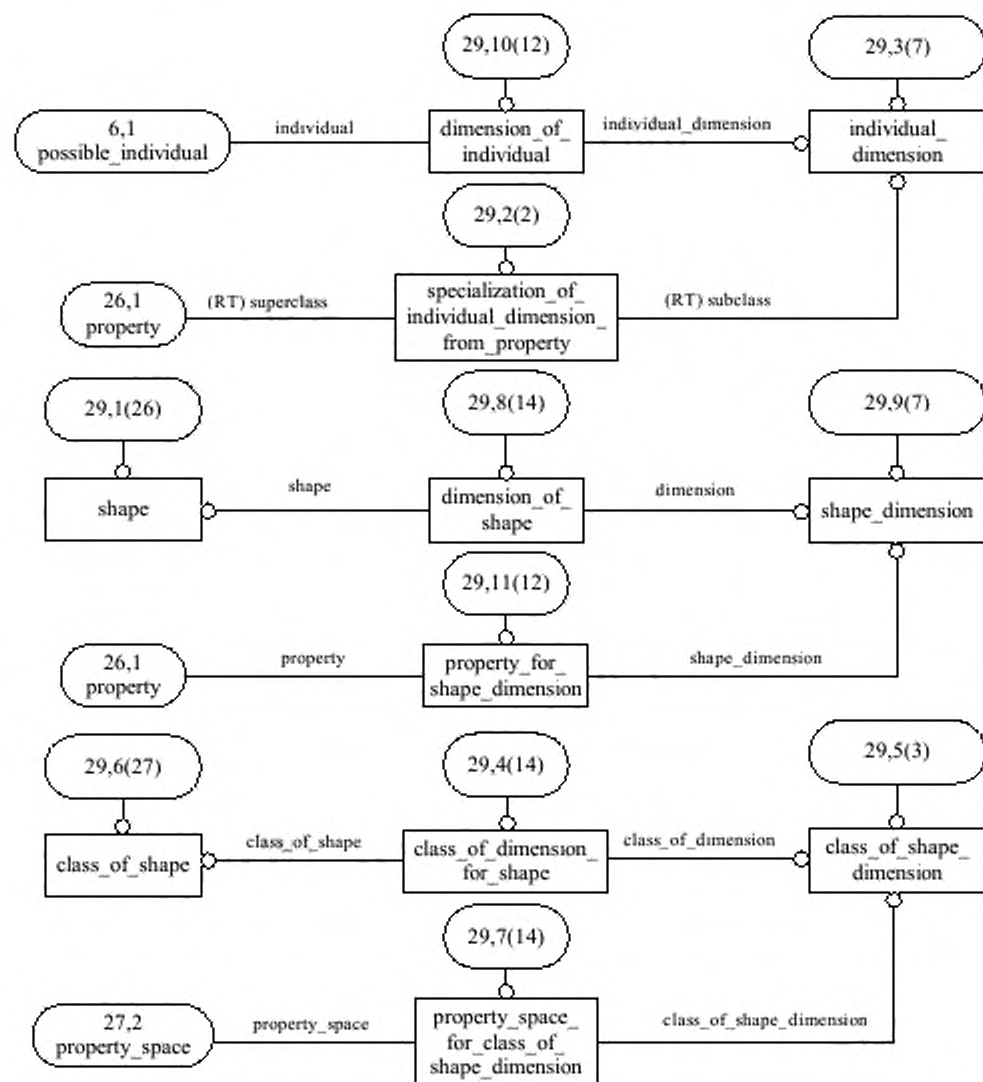 29,10(12)
29,3(7)
6,1
possible_individual
individual
dimension_of_
individual
individual_dimension
individual_
dimension
29,2(2)
26,1
property
(RT) superclass
specialization_of_
individual_dimension_
from_property
(RT) subclass
29,1(26)
29,8(14)
29,9(7)
shape
shape
dimension_of_
shape
dimension
shape_dimension
29,11(12)
26,1
property
property
property_for_
shape_dimension
shape_dimension
29,6(27)
29,4(14)
29,5(3)
class_of_shape
class_of_shape
class_of_dimension_
for_shape
class_of_dimension
class_of_shape_
dimension
29,7(14)
27,2
property_space
property_space
property_space_
for_class_of_
shape_dimension
class_of_shape_dimension